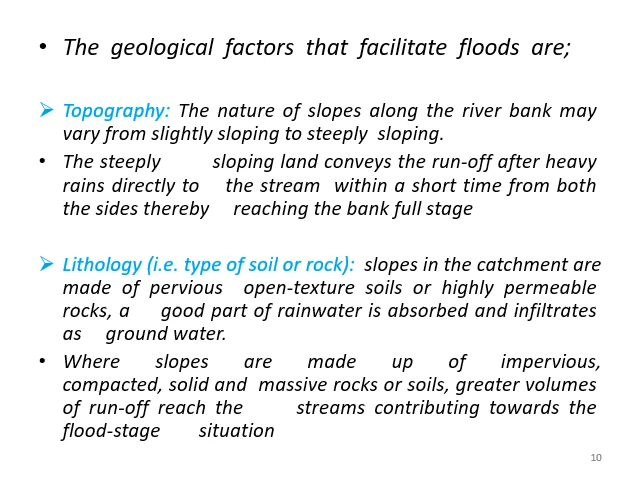 • The geological factors that facilitate floods are;
➢ Topography: The nature of slopes along the river bank may
vary from slightly sloping to steeply sloping.
• The steeply sloping land conveys the run-off after heavy
rains directly to the stream within a short time from both
the sides thereby reaching the bank full stage
➢ Lithology (i.e. type of soil or rock): slopes in the catchment are
made of pervious open-texture soils or highly permeable
rocks, a good part of rainwater is absorbed and infiltrates
as ground water.
• Where slopes are made up of impervious,
compacted, solid and massive rocks or soils, greater volumes
of run-off reach the streams contributing towards the
flood-stage situation
10